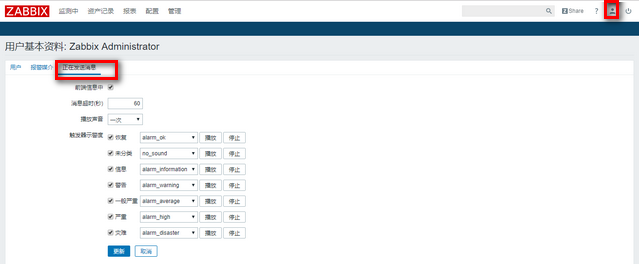 ZABBIX 监测中 资产记录 报表 配置 管理 Share ?
用户基本资料: Zabbix Administrator
用户 报警媒介 正在发送消息
前端信息中
消息超时(秒) 60
播放声音 一次
触发器示警度 恢复 alarm_ok 播放 停止
未分类 no_sound 播放 停止
信息 alarm_information 播放 停止
警告 alarm_warning 播放 停止
一般严重 alarm_average 播放 停止
严重 alarm_high 播放 停止
灾难 alarm_disaster 播放 停止
更新 取消